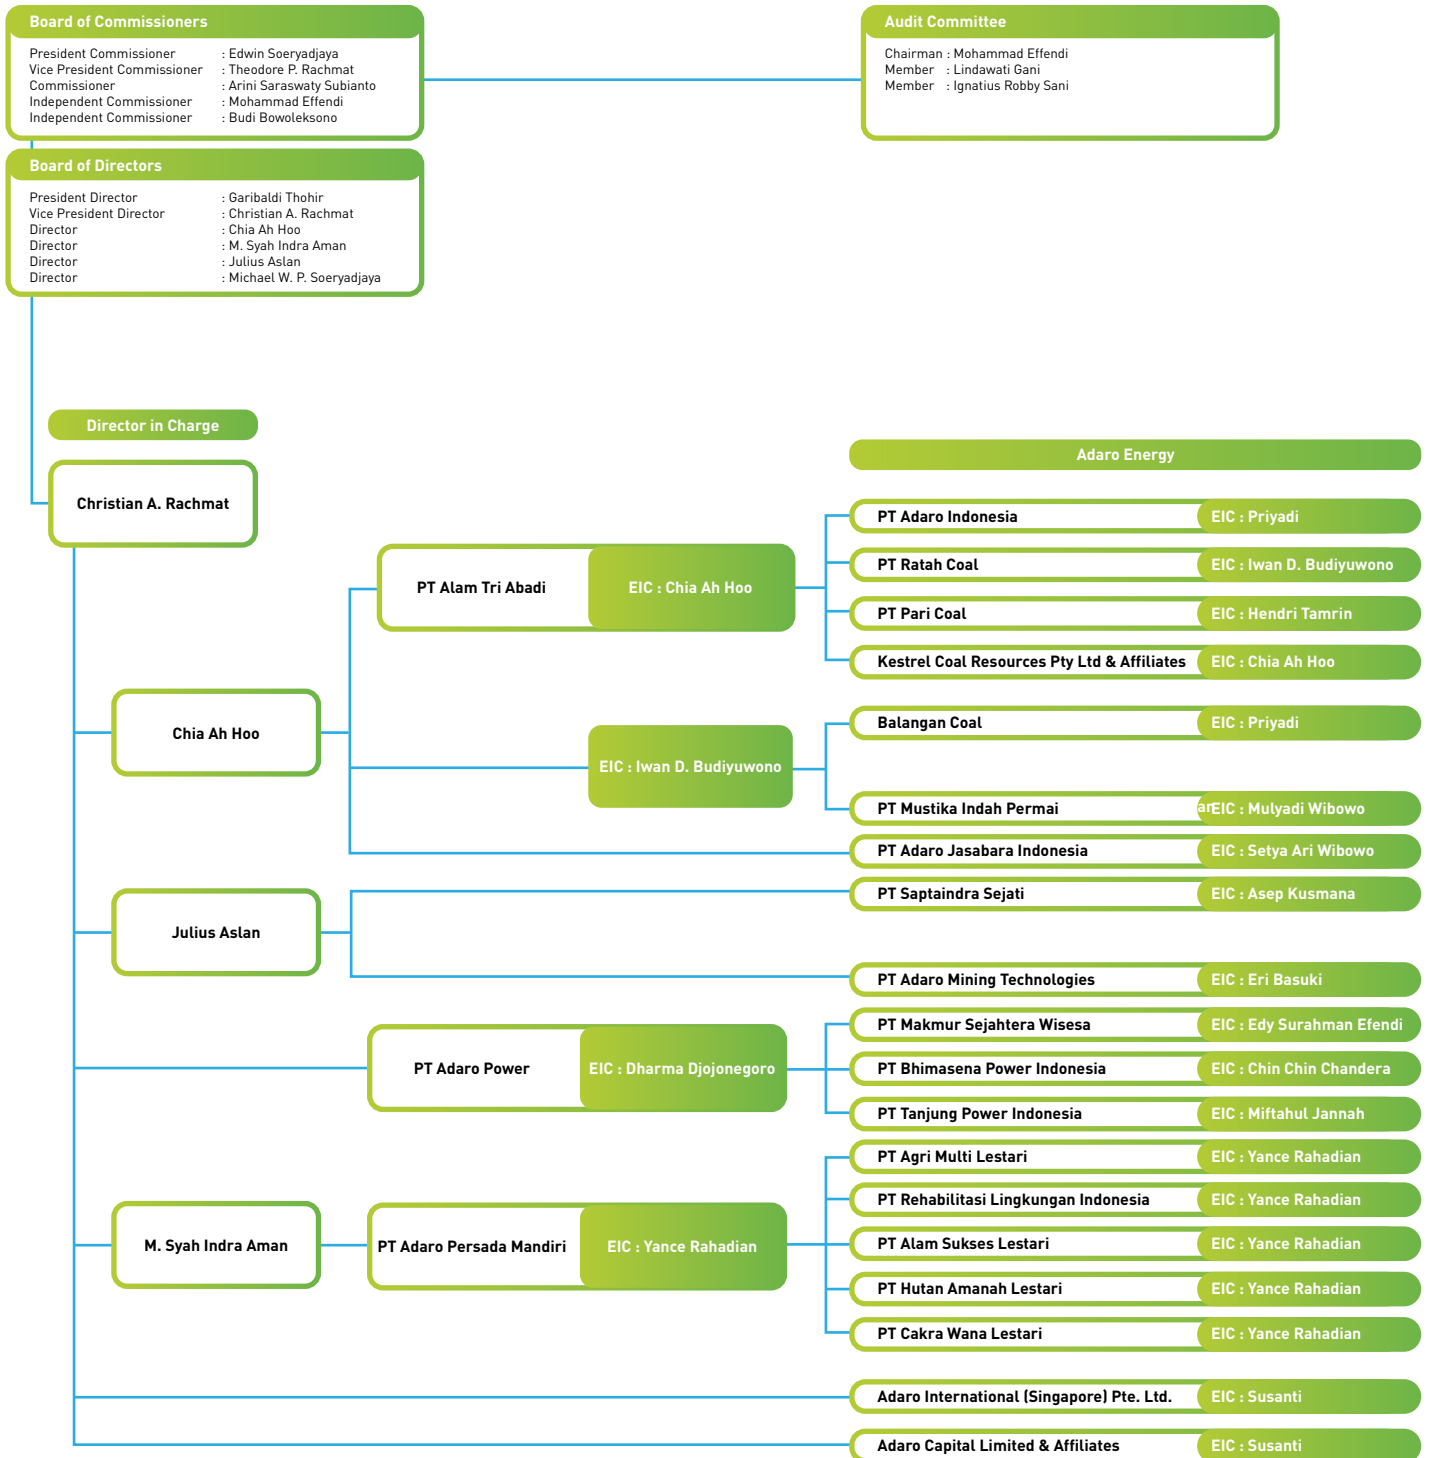 Board of Commissioners
President Commissioner : Edwin Soeryadjaya
Vice President Commissioner : Theodore P. Rachmat
Commissioner : Arini Saraswaty Subianto
Independent Commissioner : Mohammad Effendi
Independent Commissioner : Budi Bowoleksono
Audit Committee
Chairman : Mohammad Effendi
Member : Lindawati Gani
Member : Ignatius Robby Sani
Board of Directors
President Director : Garibaldi Thohir
Vice President Director : Christian A. Rachmat
Director : Chia Ah Hoo
Director : M. Syah Indra Aman
Director : Julius Aslan
Director : Michael W. P. Soeryadjaya
Director in Charge
Christian A. Rachmat
Adaro Energy
PT Alam Tri Abadi EIC : Chia Ah Hoo
PT Adaro Indonesia EIC : Priyadi
PT Ratah Coal EIC : Iwan D. Budiyuwono
PT Pari Coal EIC : Hendri Tamrin
Kestrel Coal Resources Pty Ltd & Affiliates EIC : Chia Ah Hoo
Chia Ah Hoo
EIC : Iwan D. Budiyuwono
Balangan Coal EIC : Priyadi
PT Mustika Indah Permai EIC : Mulyadi Wibowo
PT Adaro Jasabara Indonesia EIC : Setya Ari Wibowo
Julius Aslan
PT Saptaindra Sejati EIC : Asep Kusmana
PT Adaro Mining Technologies EIC : Eri Basuki
PT Adaro Power EIC : Dharma Djojonegoro
PT Makmur Sejahtera Wisesa EIC : Edy Surahman Efendi
PT Bhimasena Power Indonesia EIC : Chin Chin Chandera
PT Tanjung Power Indonesia EIC : Miftahul Jannah
M. Syah Indra Aman
PT Adaro Persada Mandiri EIC : Yance Rahadian
PT Agri Multi Lestari EIC : Yance Rahadian
PT Rehabilitasi Lingkungan Indonesia EIC : Yance Rahadian
PT Alam Sukses Lestari EIC : Yance Rahadian
PT Hutan Amanah Lestari EIC : Yance Rahadian
PT Cakra Wana Lestari EIC : Yance Rahadian
Adaro International (Singapore) Pte. Ltd. EIC : Susanti
Adaro Capital Limited & Affiliates EIC : Susanti